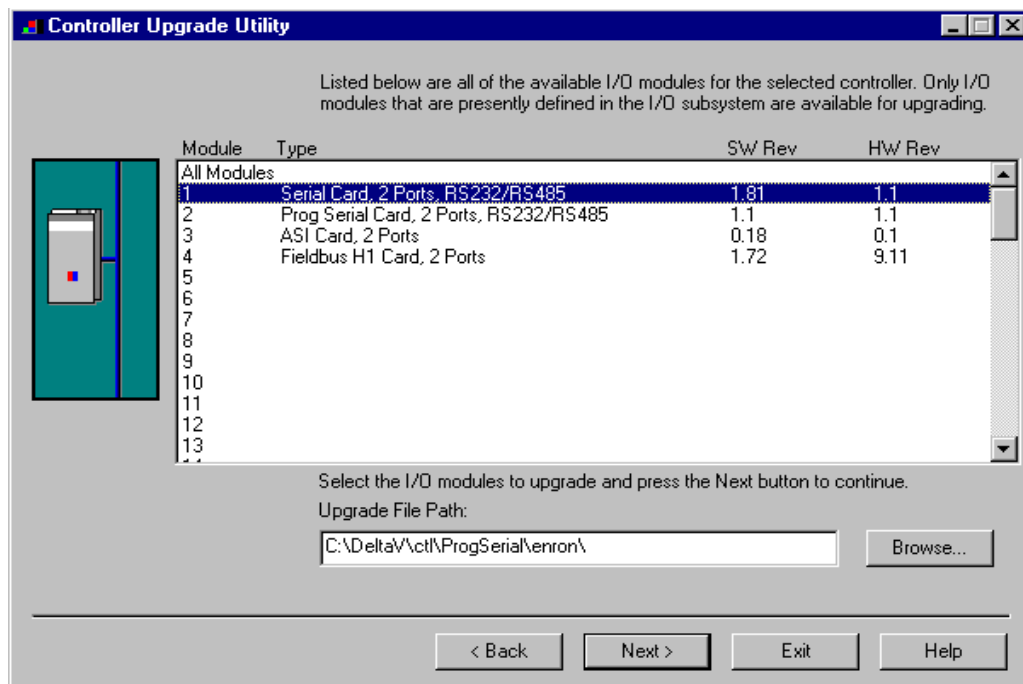 Controller Upgrade Utility
Listed below are all of the available I/O modules for the selected controller. Only I/O
modules that are presently defined in the I/O subsystem are available for upgrading.
Module Type SW Rev HW Rev
All Modules
1 Serial Card, 2 Ports, RS232/RS485 1.81 1.1
2 Prog Serial Card, 2 Ports, RS232/RS485 1.1 1.1
3 ASI Card, 2 Ports 0.18 0.1
4 Fieldbus H1 Card, 2 Ports 1.72 9.11
5
6
7
8
9
10
11
12
13
Select the I/O modules to upgrade and press the Next button to continue.
Upgrade File Path:
C:\DeltaV\ctl\ProgSerial\enron\
Browse...
< Back Next > Exit Help